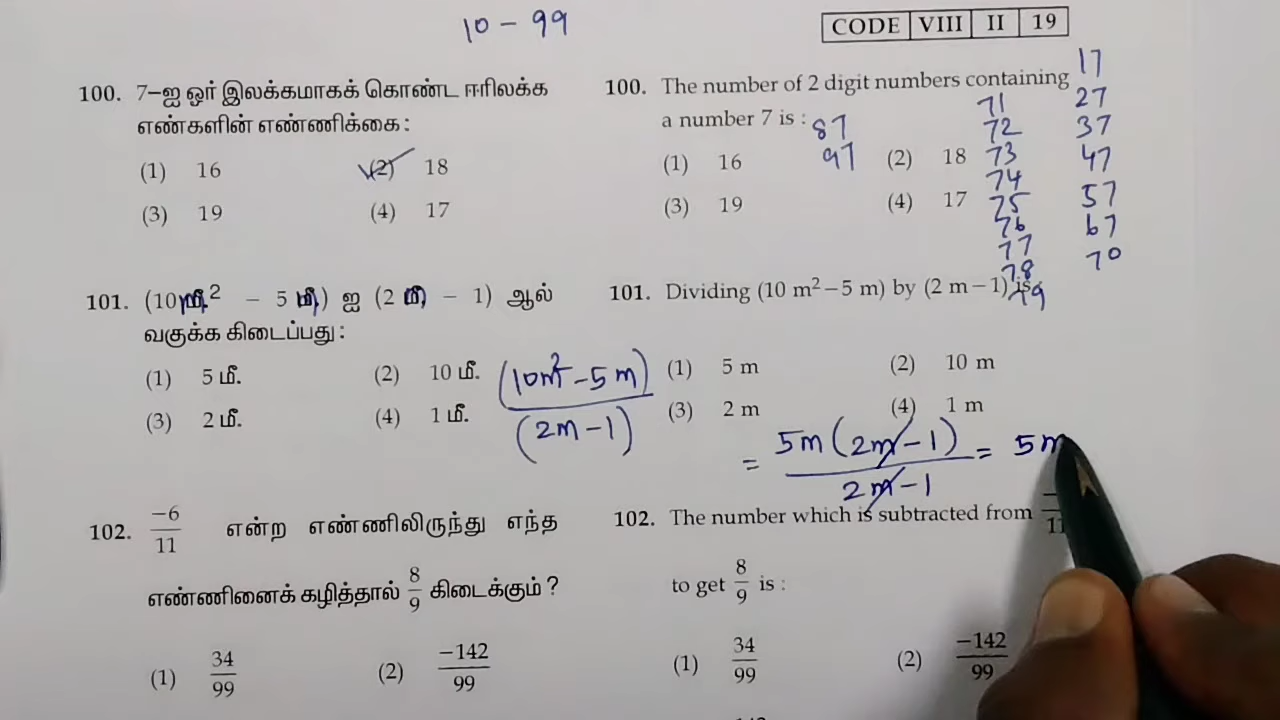 10 - 99
CODE VIII II 19
100. 7-ஐ ஓர் இலக்கமாகக் கொண்ட ஈரிலக்க
எண்களின் எண்ணிக்கை :
(1) 16 (2) 18
(3) 19 (4) 17
100. The number of 2 digit numbers containing
a number 7 is :
(1) 16 (2) 18
(3) 19 (4) 17
87
97
71
72
73
74
75
76
77
78
79
17
27
37
47
57
67
70
101. (10 m² - 5 m) ஐ (2 m - 1) ஆல்
வகுக்க கிடைப்பது :
(1) 5 மீ. (2) 10 மீ.
(3) 2 மீ. (4) 1 மீ.
101. Dividing (10 m² - 5 m) by (2 m - 1) is
(1) 5 m (2) 10 m
(3) 2 m (4) 1 m
(10m² - 5m)
(2m - 1)
= 5m (2m - 1) = 5m
2m - 1
102. -6/11 என்ற எண்ணிலிருந்து எந்த
எண்ணினைக் கழித்தால் 8/9 கிடைக்கும் ?
(1) 34/99 (2) -142/99
102. The number which is subtracted from
to get 8/9 is :
(1) 34/99 (2) -142/99